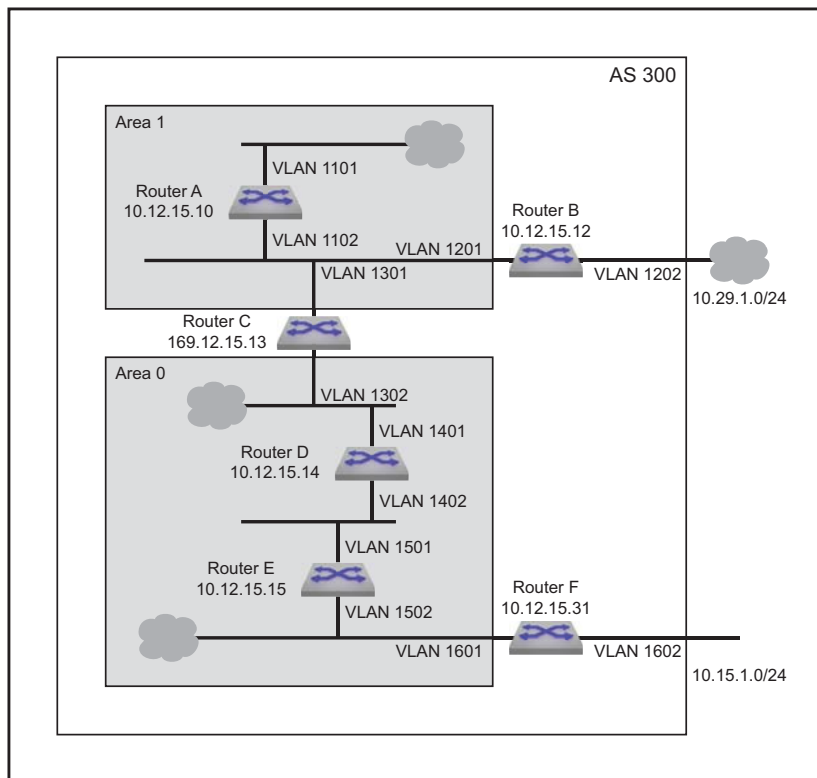 AS 300
Area 1
VLAN 1101
Router A
10.12.15.10
VLAN 1102
VLAN 1201
Router B
10.12.15.12
VLAN 1202
10.29.1.0/24
VLAN 1301
Router C
169.12.15.13
Area 0
VLAN 1302
VLAN 1401
Router D
10.12.15.14
VLAN 1402
VLAN 1501
Router E
10.12.15.15
VLAN 1502
VLAN 1601
Router F
10.12.15.31
VLAN 1602
10.15.1.0/24